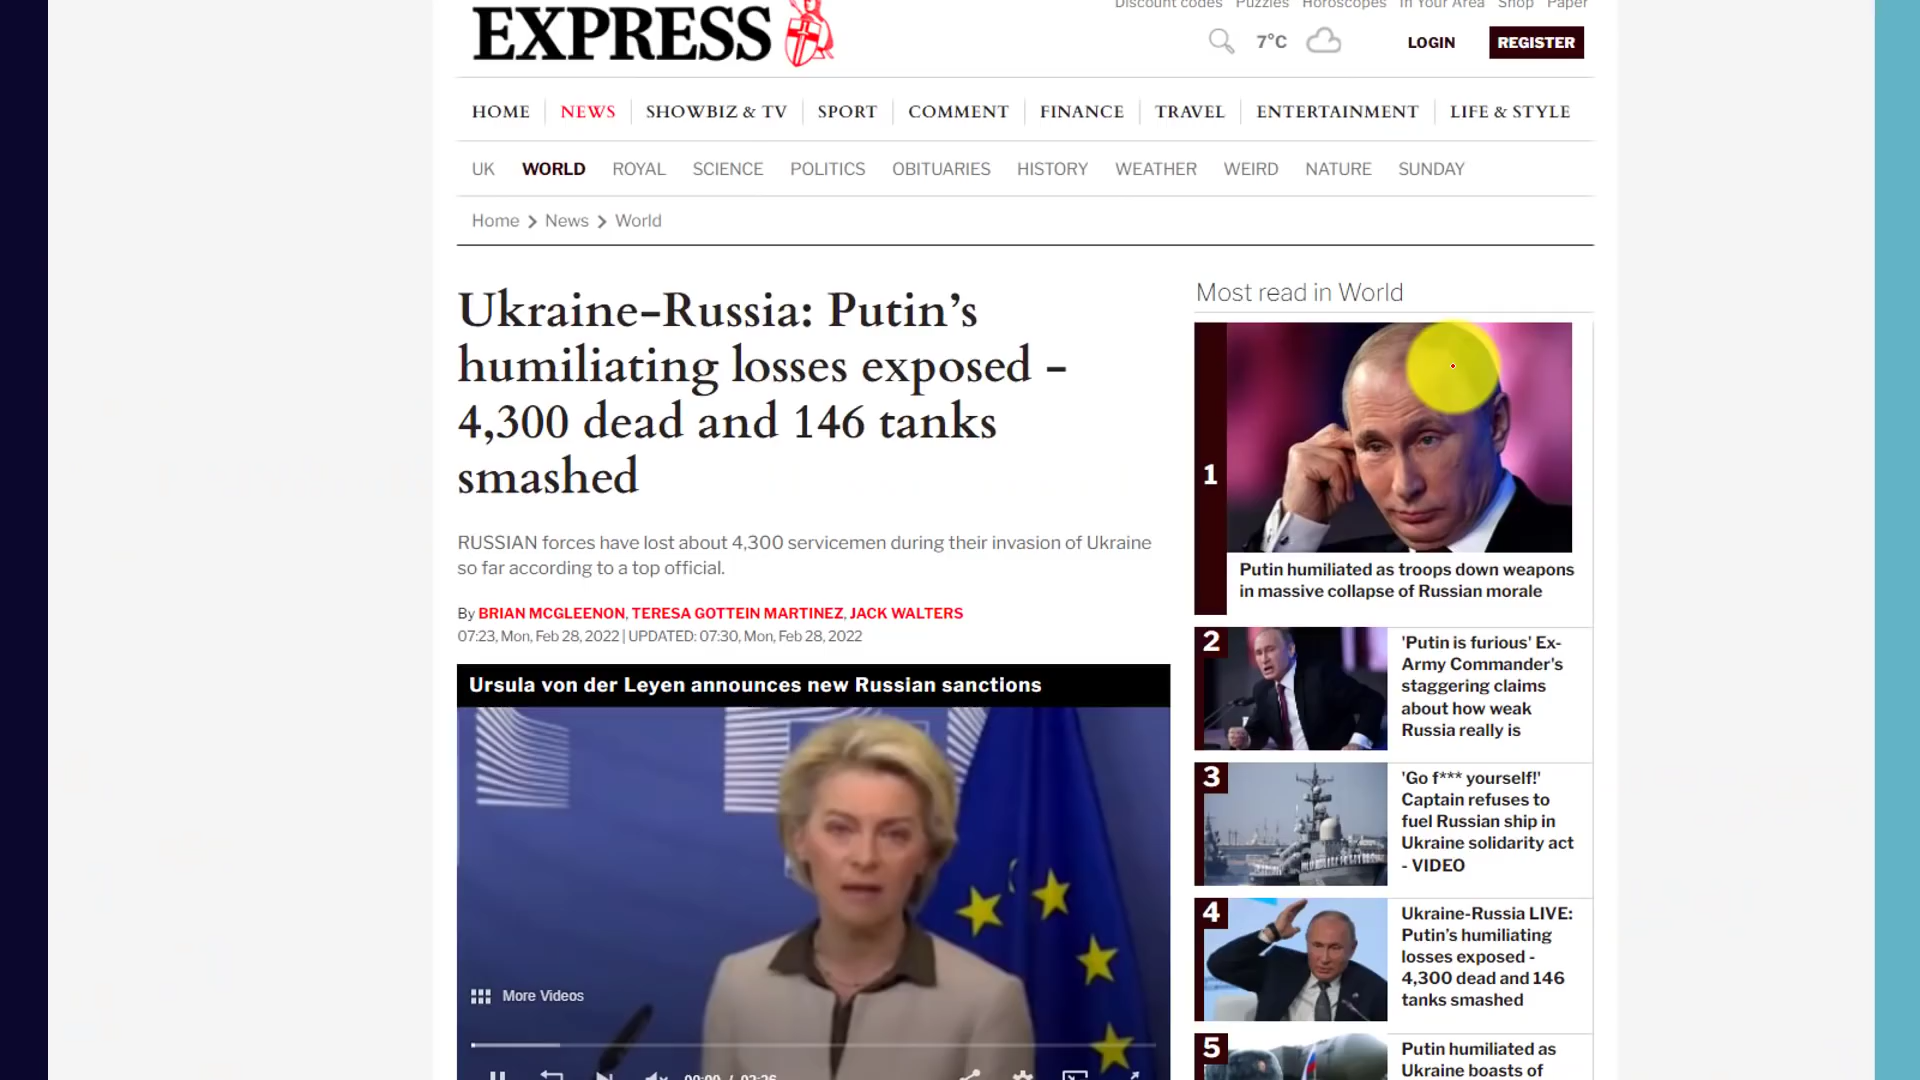 Discount codes Puzzles Horoscopes In Your Area Shop Paper
EXPRESS
7°C
LOGIN
REGISTER
HOME NEWS SHOWBIZ & TV SPORT COMMENT FINANCE TRAVEL ENTERTAINMENT LIFE & STYLE
UK WORLD ROYAL SCIENCE POLITICS OBITUARIES HISTORY WEATHER WEIRD NATURE SUNDAY
Home News World
Ukraine-Russia: Putin's
humiliating losses exposed -
4,300 dead and 146 tanks
smashed
RUSSIAN forces have lost about 4,300 servicemen during their invasion of Ukraine
so far according to a top official.
By BRIAN MCGLEENON, TERESA GOTTEIN MARTINEZ, JACK WALTERS
07:23, Mon, Feb 28, 2022 | UPDATED: 07:30, Mon, Feb 28, 2022
Ursula von der Leyen announces new Russian sanctions
More Videos
00:00 / 02:26
Most read in World
1
Putin humiliated as troops down weapons
in massive collapse of Russian morale
2
'Putin is furious' Ex-
Army Commander's
staggering claims
about how weak
Russia really is
3
'Go f*** yourself!'
Captain refuses to
fuel Russian ship in
Ukraine solidarity act
- VIDEO
4
Ukraine-Russia LIVE:
Putin's humiliating
losses exposed -
4,300 dead and 146
tanks smashed
5
Putin humiliated as
Ukraine boasts of